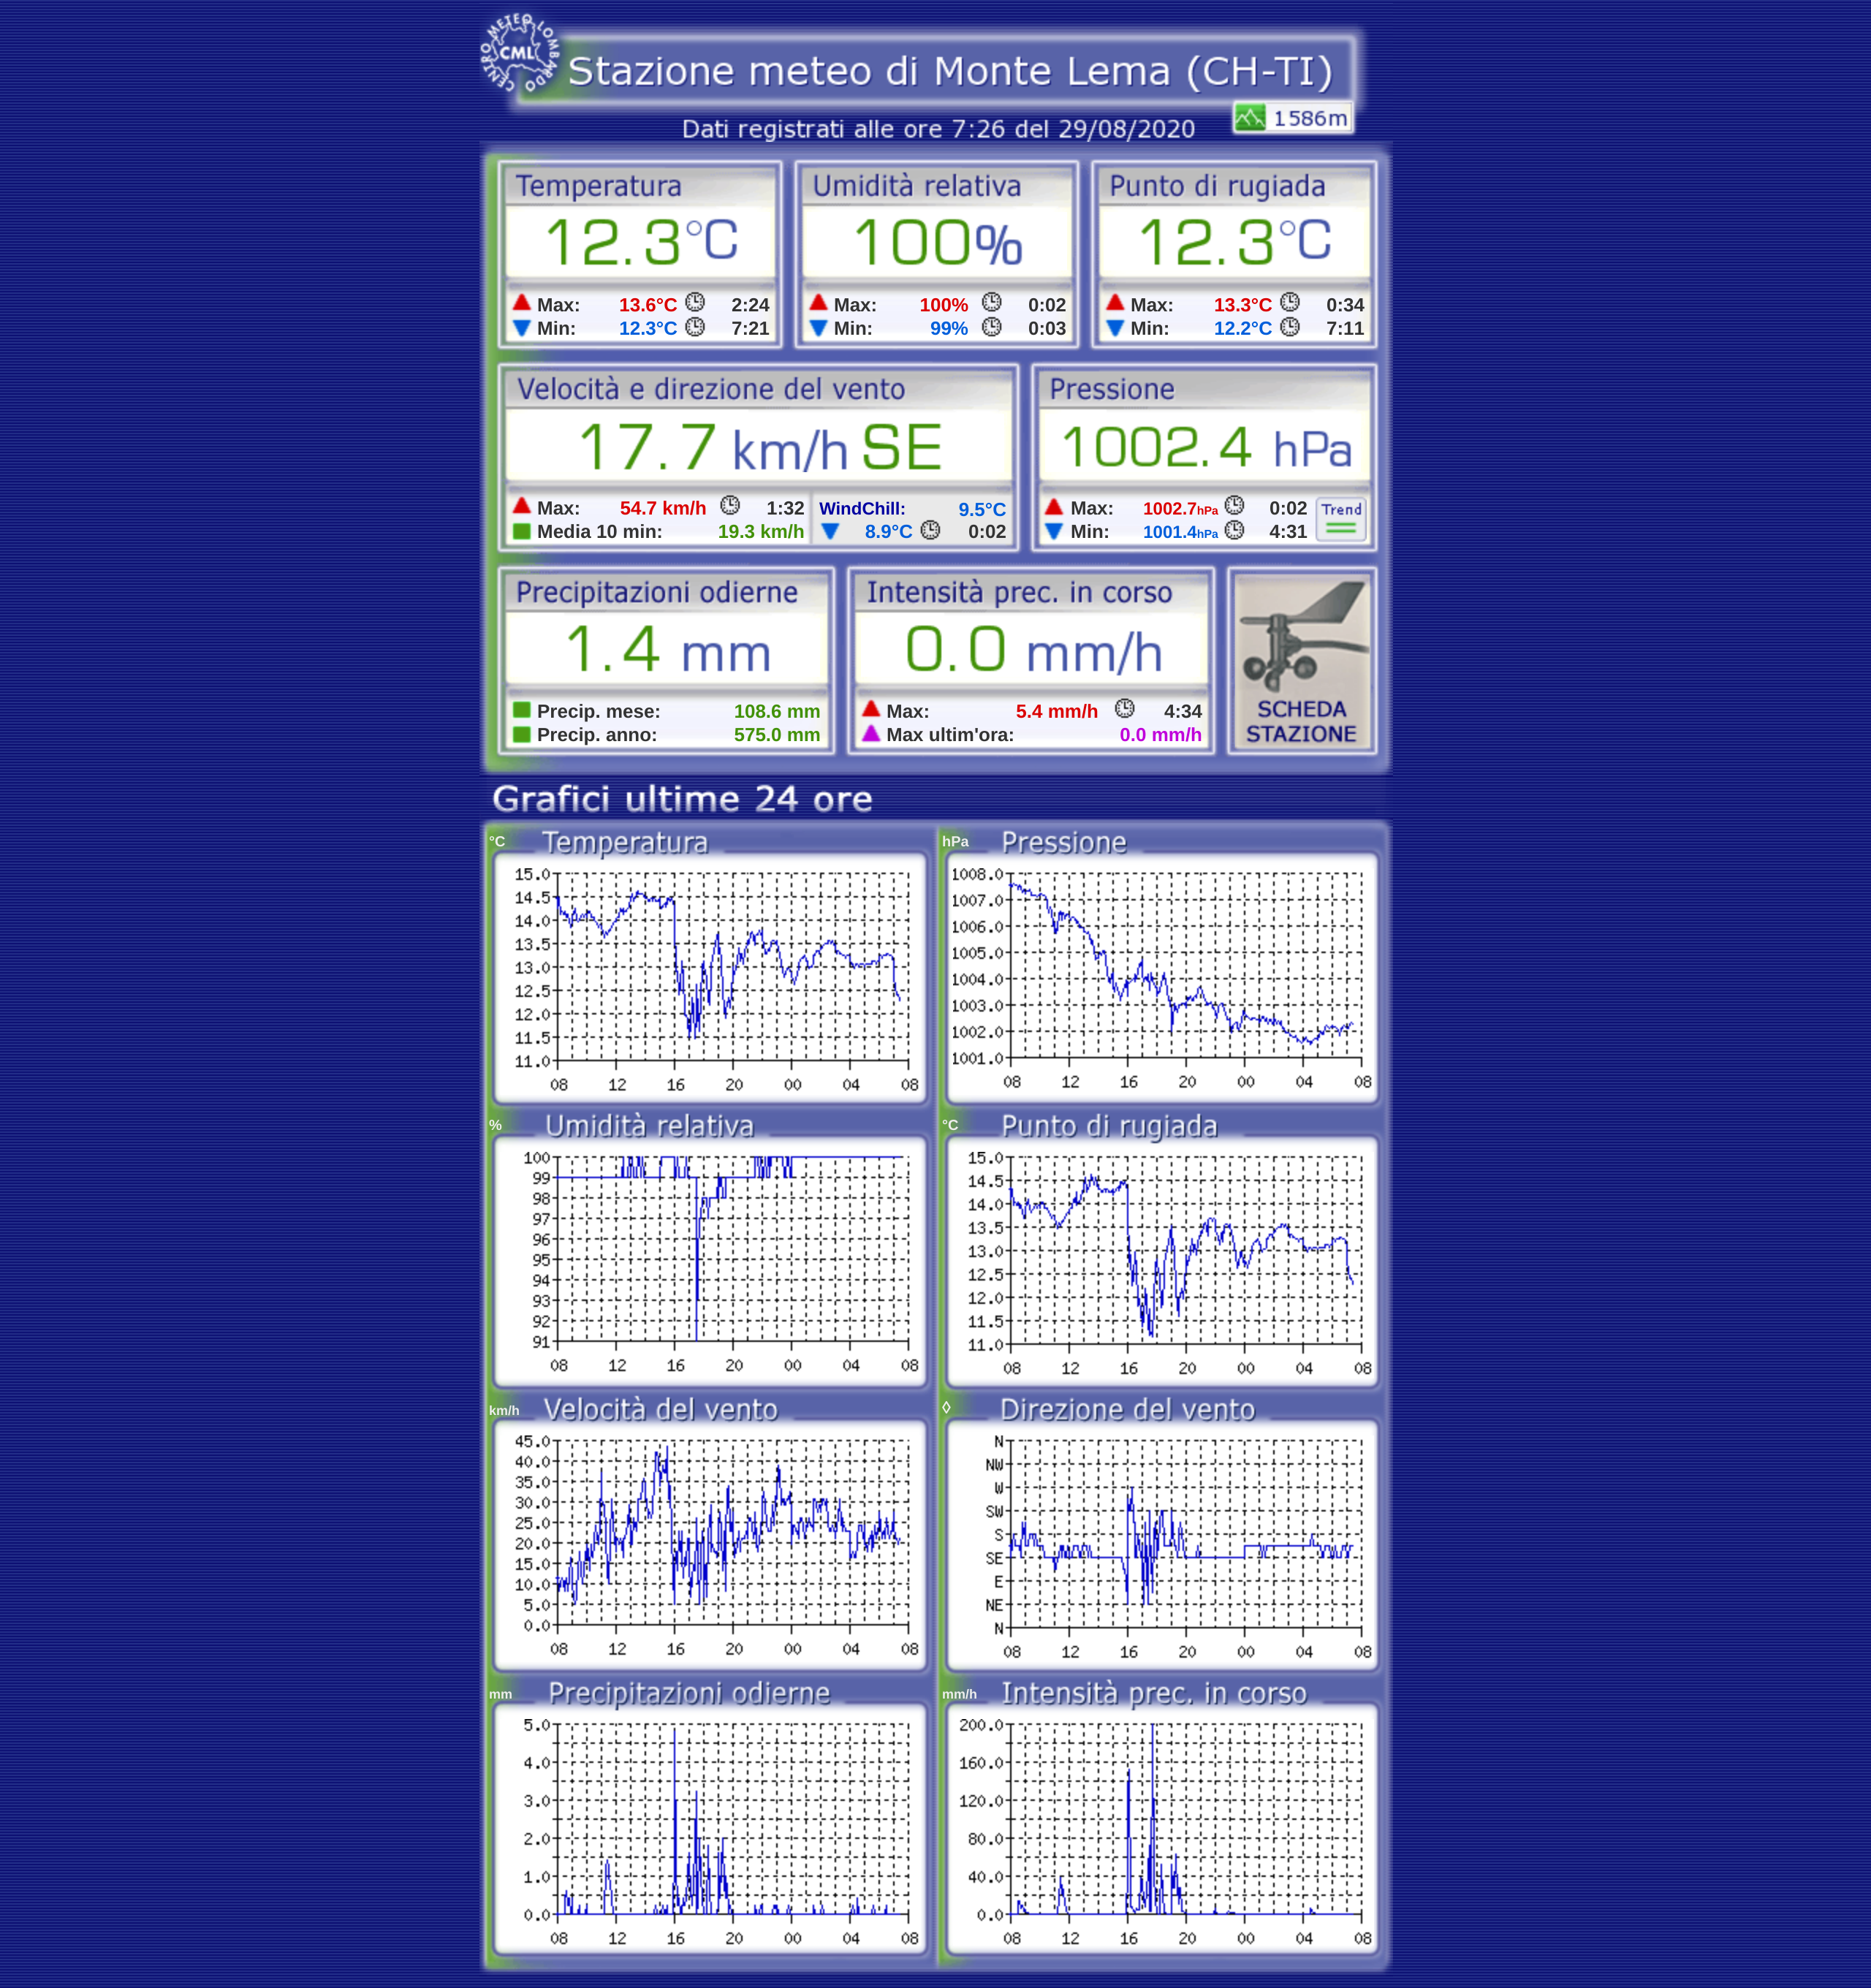 CENTRO METEO LOMBARDO
CML
Stazione meteo di Monte Lema (CH-TI)
1586m
Dati registrati alle ore 7:26 del 29/08/2020
Temperatura Umidità relativa Punto di rugiada
12.3°C 100% 12.3°C
Max: 13.6°C 2:24 Max: 100% 0:02 Max: 13.3°C 0:34
Min: 12.3°C 7:21 Min: 99% 0:03 Min: 12.2°C 7:11
Velocità e direzione del vento Pressione
17.7 km/h SE 1002.4 hPa
Max: 54.7 km/h 1:32 WindChill: 9.5°C Max: 1002.7hPa 0:02 Trend
Media 10 min: 19.3 km/h 8.9°C 0:02 Min: 1001.4hPa 4:31
Precipitazioni odierne Intensità prec. in corso
1.4 mm 0.0 mm/h
Precip. mese: 108.6 mm Max: 5.4 mm/h 4:34 SCHEDA
Precip. anno: 575.0 mm Max ultim'ora: 0.0 mm/h STAZIONE
Grafici ultime 24 ore
°C Temperatura
15.0
14.5
14.0
13.5
13.0
12.5
12.0
11.5
11.0
08 12 16 20 00 04 08
hPa Pressione
1008.0
1007.0
1006.0
1005.0
1004.0
1003.0
1002.0
1001.0
08 12 16 20 00 04 08
% Umidità relativa
100
99
98
97
96
95
94
93
92
91
08 12 16 20 00 04 08
°C Punto di rugiada
15.0
14.5
14.0
13.5
13.0
12.5
12.0
11.5
11.0
08 12 16 20 00 04 08
km/h Velocità del vento
45.0
40.0
35.0
30.0
25.0
20.0
15.0
10.0
5.0
0.0
08 12 16 20 00 04 08
◊ Direzione del vento
N
NW
W
SW
S
SE
E
NE
N
08 12 16 20 00 04 08
mm Precipitazioni odierne
5.0
4.0
3.0
2.0
1.0
0.0
08 12 16 20 00 04 08
mm/h Intensità prec. in corso
200.0
160.0
120.0
80.0
40.0
0.0
08 12 16 20 00 04 08